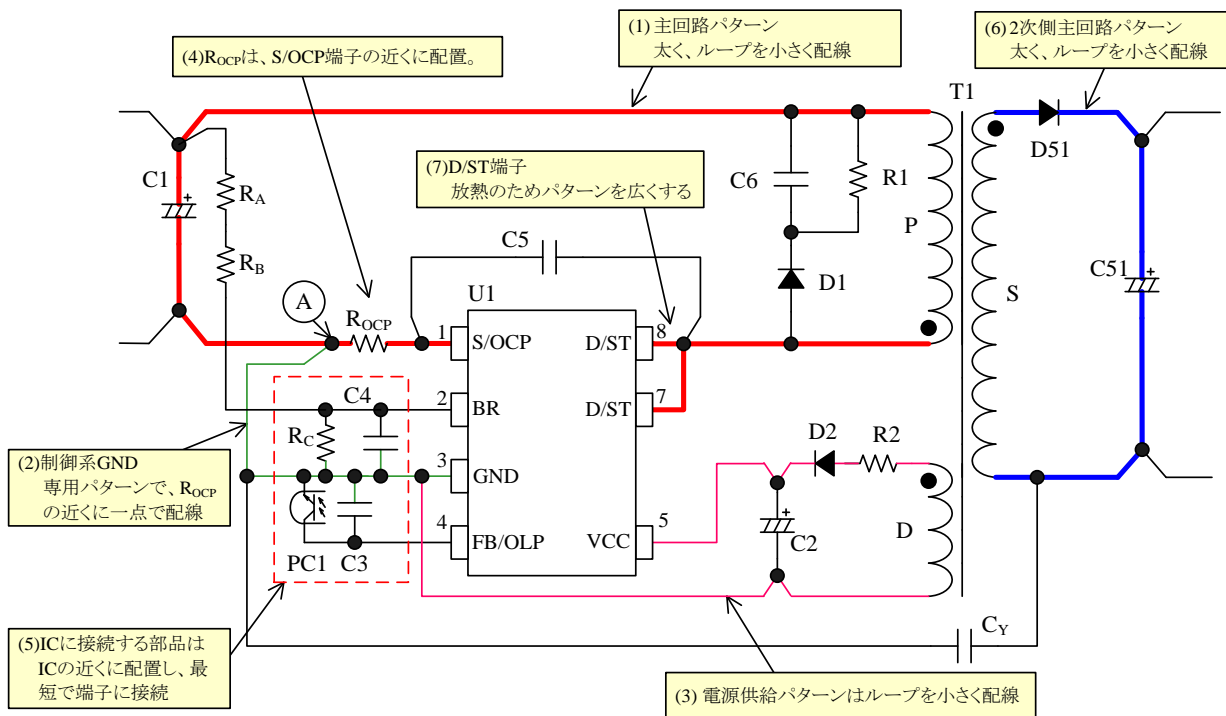 (1) 主回路パターン
太く、ループを小さく配線
(6) 2次側主回路パターン
太く、ループを小さく配線
(4)ROCPは、S/OCP端子の近くに配置。
T1
D51
C1
RA
RB
(7)D/ST端子
放熱のためパターンを広くする
C6
R1
P
S
C51
C5
D1
A
ROCP
U1
1
S/OCP
D/ST
8
2
BR
D/ST
7
C4
RC
3
GND
4
FB/OLP
VCC
5
PC1
C3
D2
R2
C2
D
(2)制御系GND
専用パターンで、ROCP
の近くに一点で配線
(5)ICに接続する部品は
ICの近くに配置し、最
短で端子に接続
CY
(3) 電源供給パターンはループを小さく配線